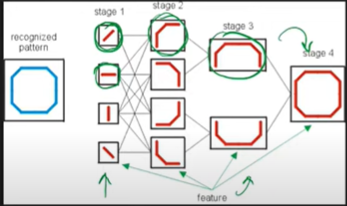 recognized
pattern
stage 1
stage 2
stage 3
stage 4
feature